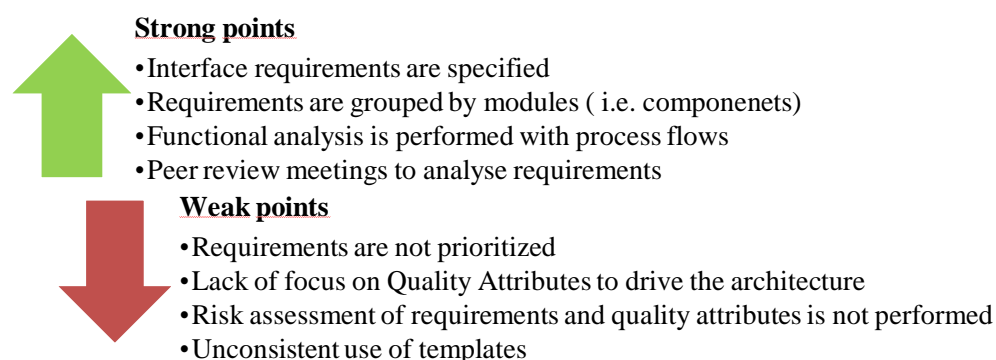 Strong points
•Interface requirements are specified
•Requirements are grouped by modules ( i.e. componenets)
•Functional analysis is performed with process flows
•Peer review meetings to analyse requirements
Weak points
•Requirements are not prioritized
•Lack of focus on Quality Attributes to drive the architecture
•Risk assessment of requirements and quality attributes is not performed
•Unconsistent use of templates